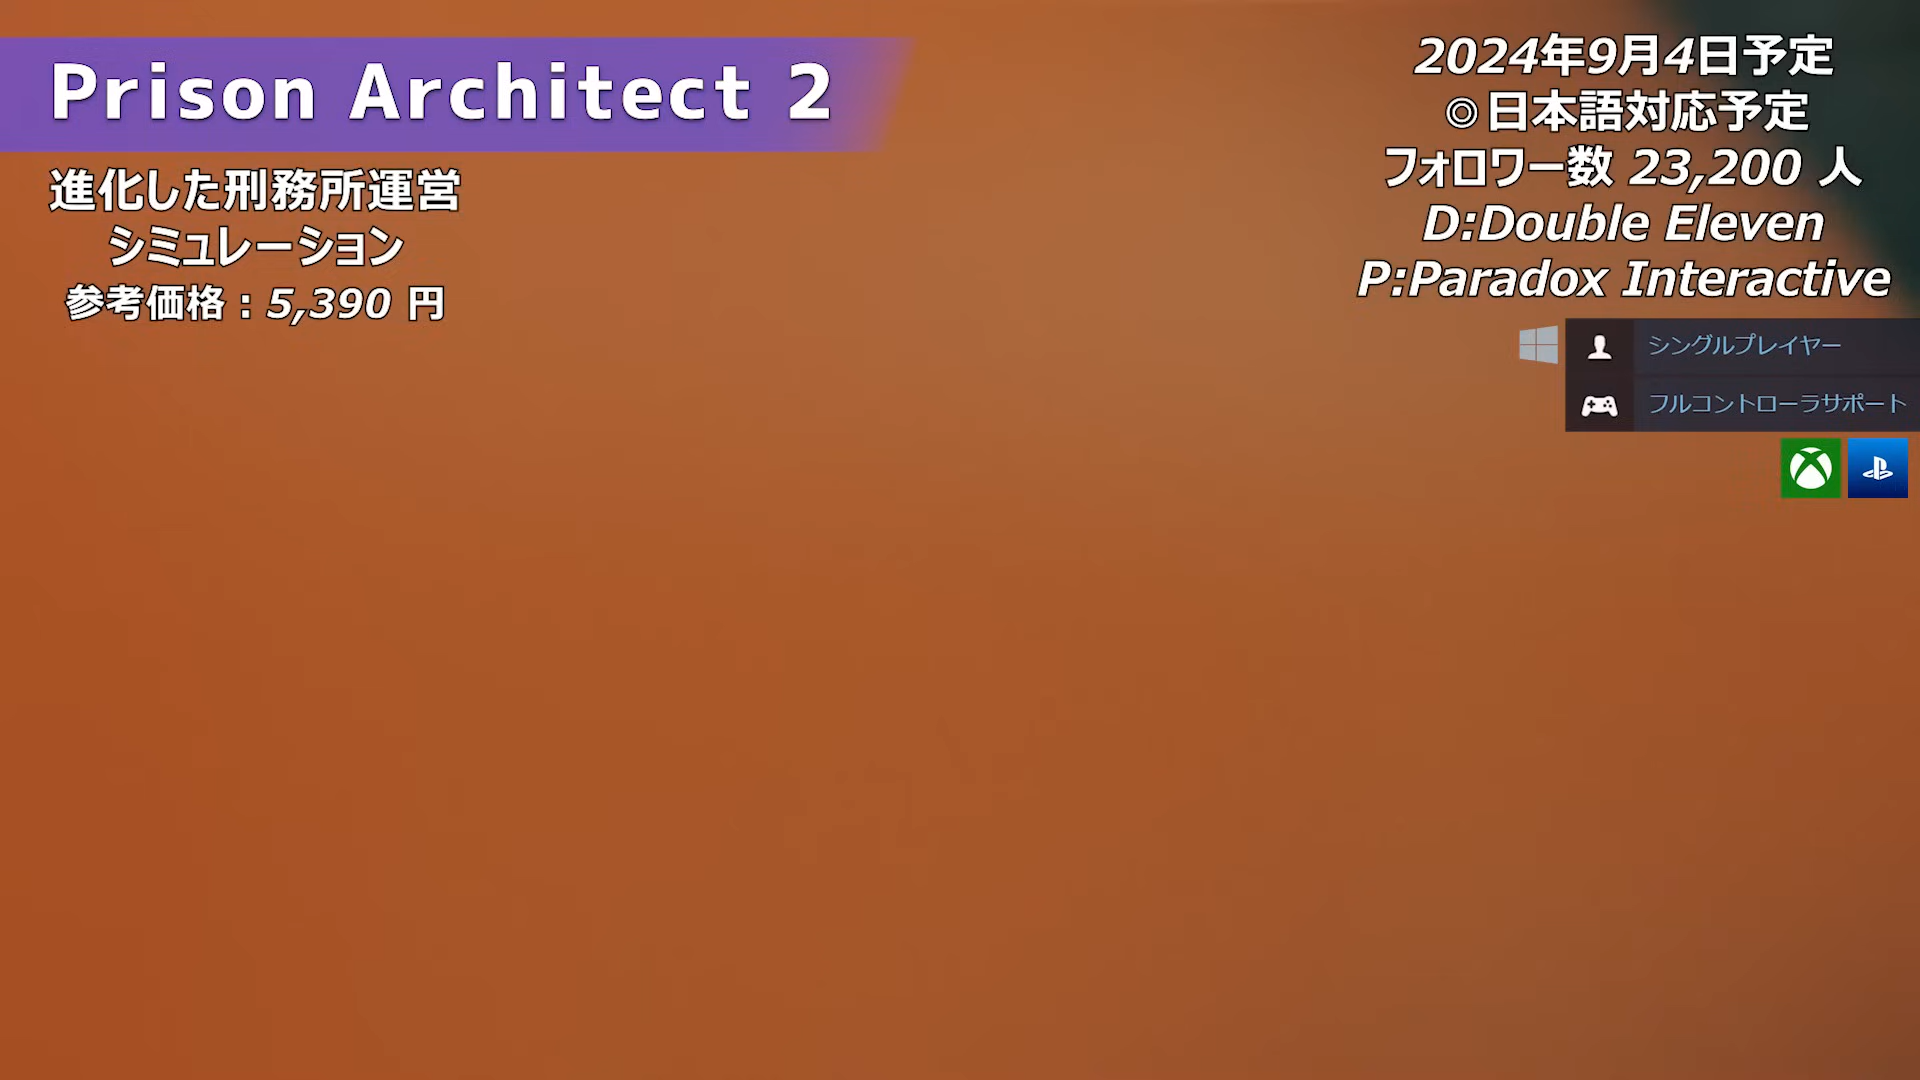 Prison Architect 2
進化した刑務所運営
シミュレーション
参考価格：5,390 円
2024年9月4日予定
◎日本語対応予定
フォロワー数 23,200 人
D:Double Eleven
P:Paradox Interactive
シングルプレイヤー
フルコントローラサポート